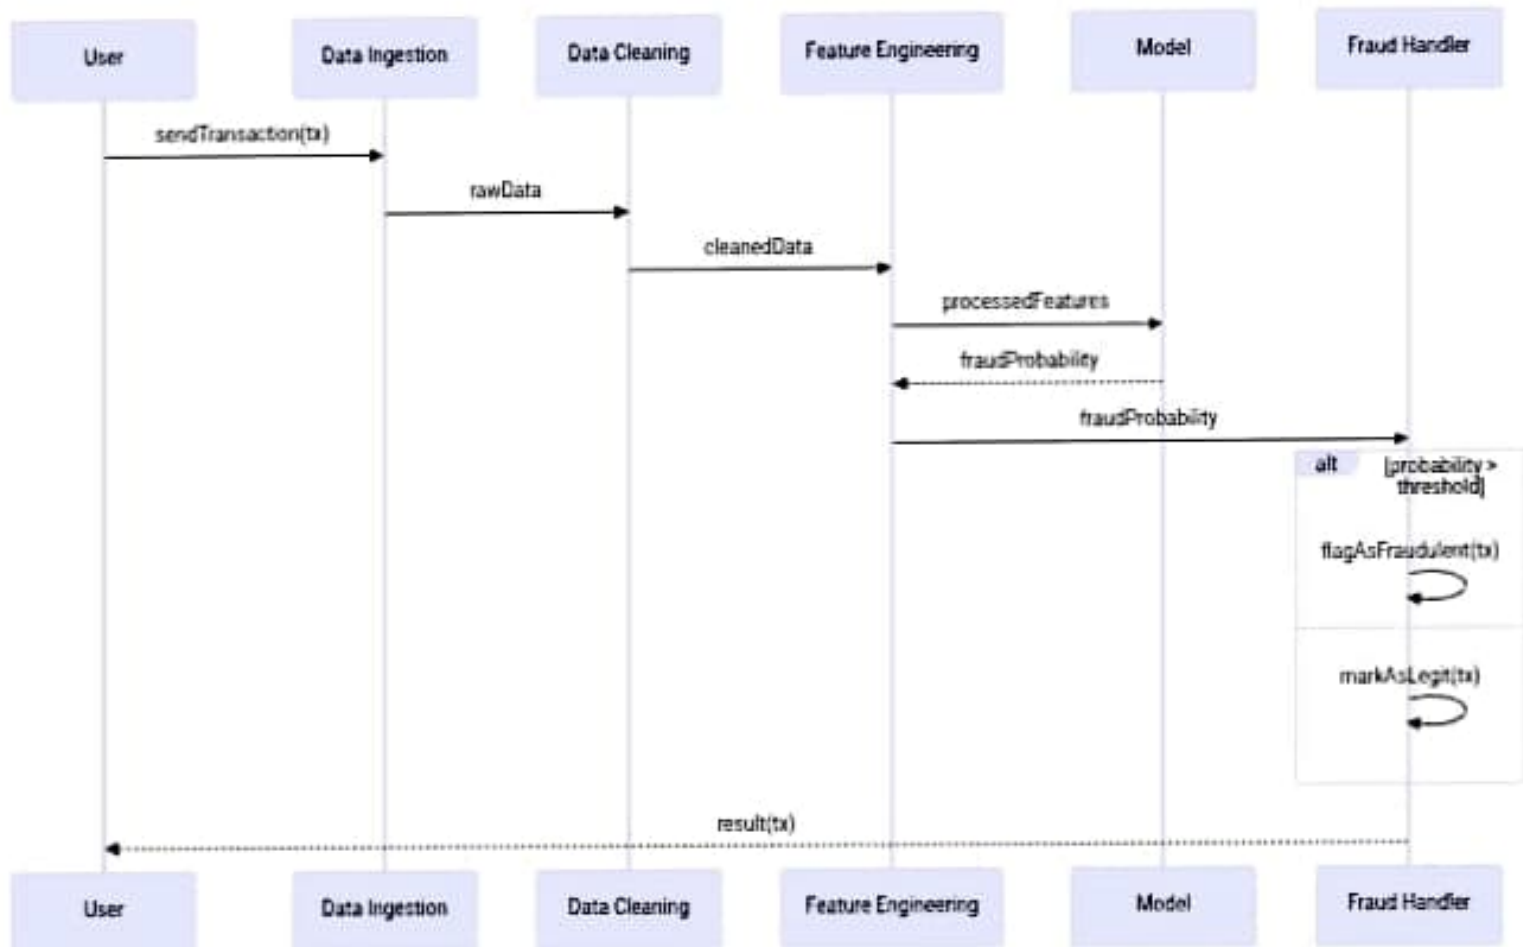 User
Data Ingestion
Data Cleaning
Feature Engineering
Model
Fraud Handler
sendTransaction(tx)
rawData
cleanedData
processedFeatures
fraudProbability
fraudProbability
alt
[probability >
threshold]
flagAsFraudulent(tx)
markAsLegit(tx)
result(tx)
User
Data Ingestion
Data Cleaning
Feature Engineering
Model
Fraud Handler